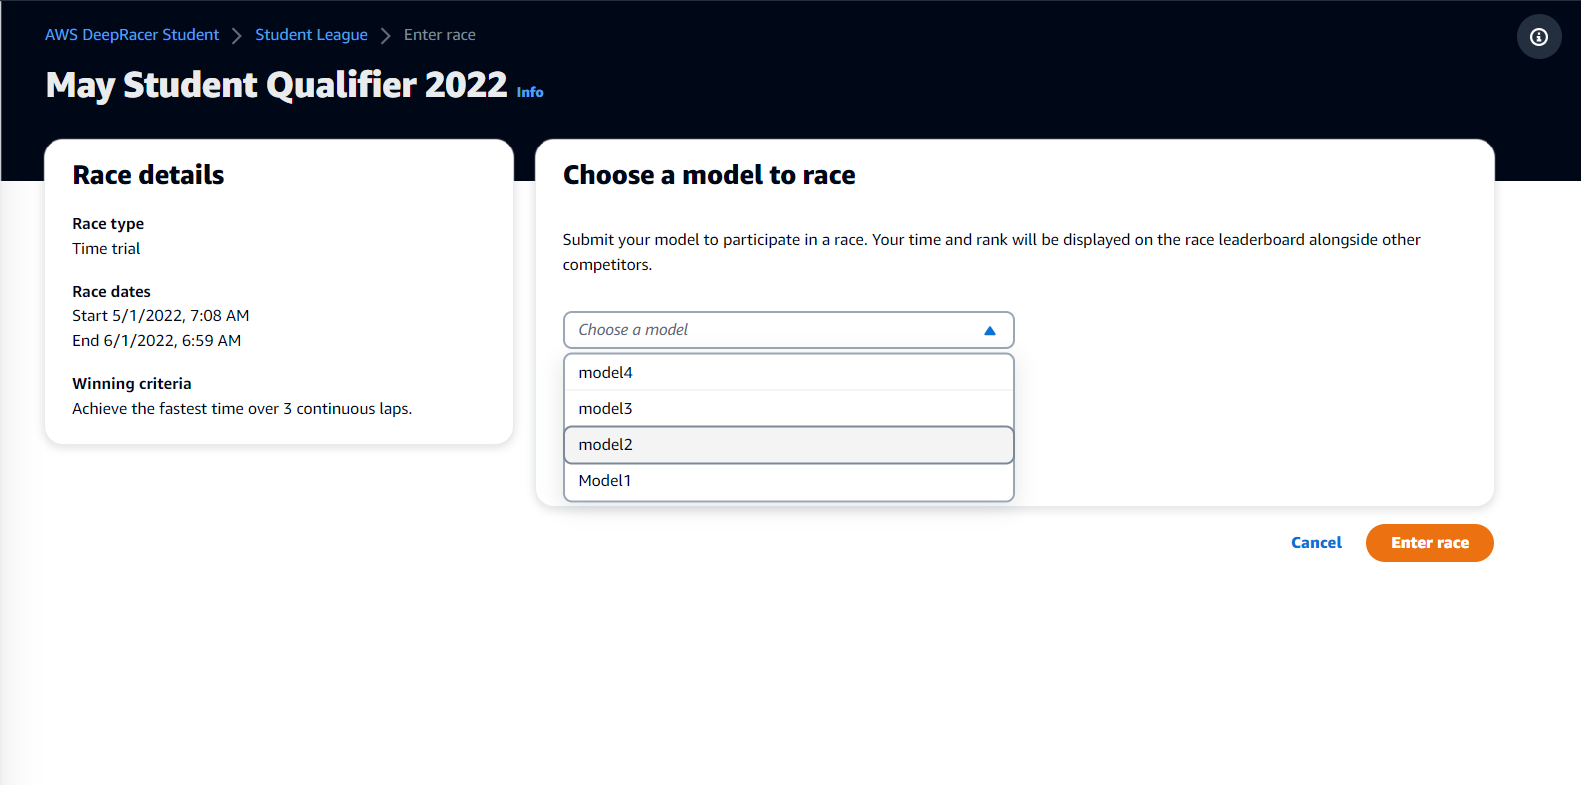 AWS DeepRacer Student > Student League > Enter race
May Student Qualifier 2022 Info
Race details
Race type
Time trial
Race dates
Start 5/1/2022, 7:08 AM
End 6/1/2022, 6:59 AM
Winning criteria
Achieve the fastest time over 3 continuous laps.
Choose a model to race
Submit your model to participate in a race. Your time and rank will be displayed on the race leaderboard alongside other
competitors.
Choose a model
model4
model3
model2
Model1
Cancel
Enter race